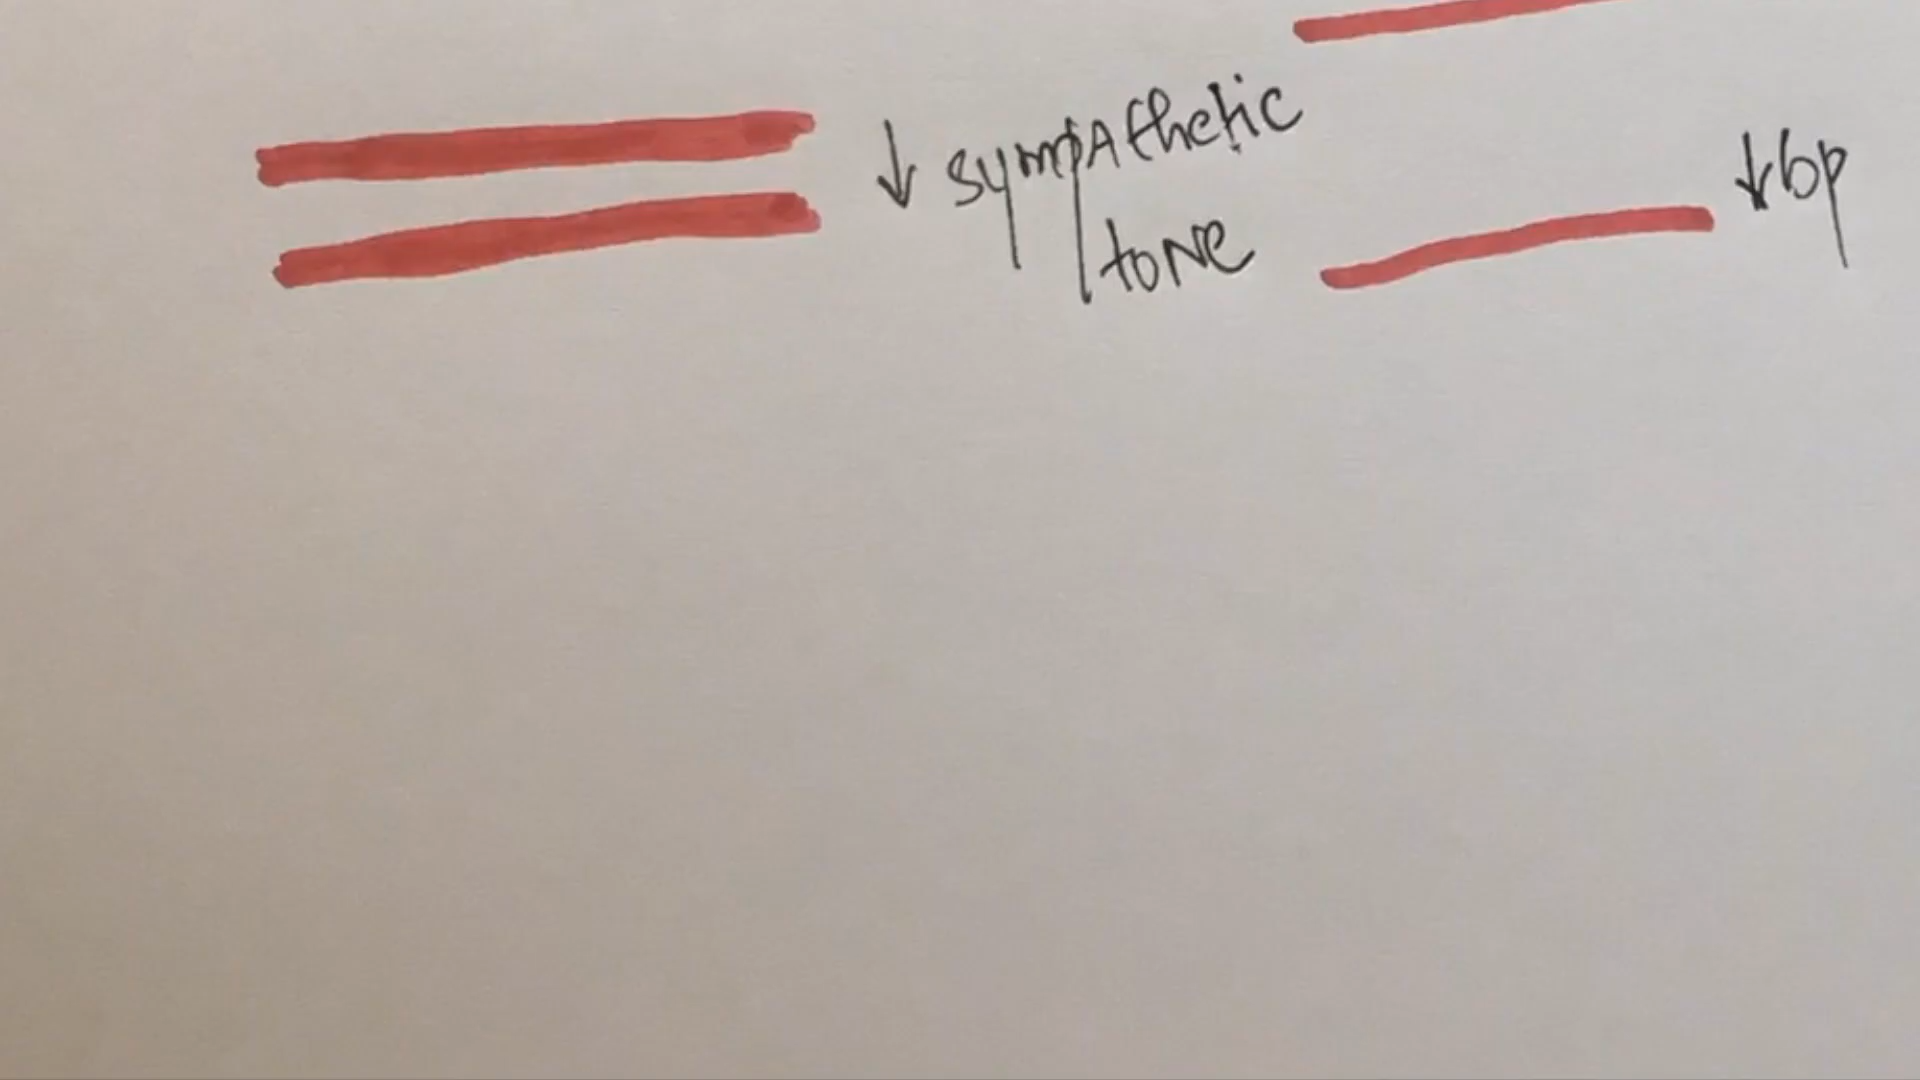 ↓ sympathetic
tone
↓ bp